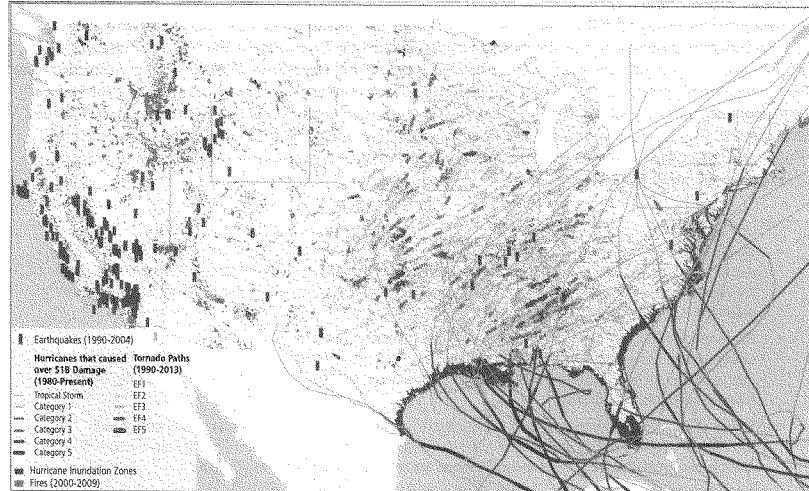 Earthquakes (1990-2004)
Hurricanes that caused over $1B Damage (1980-Present)
Tropical Storm
Category 1
Category 2
Category 3
Category 4
Category 5
Tornado Paths (1990-2013)
EF1
EF2
EF3
EF4
EF5
Hurricane Inundation Zones
Fires (2000-2009)